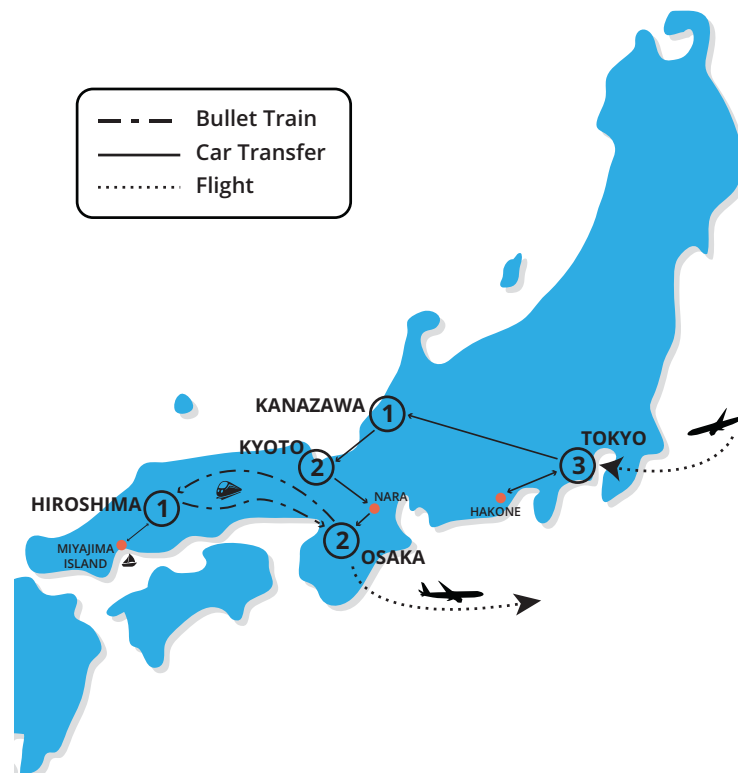 Bullet Train
Car Transfer
Flight
KANAZAWA
1
KYOTO
2
TOKYO
3
HIROSHIMA
1
NARA
HAKONE
MIYAJIMA
ISLAND
2
OSAKA